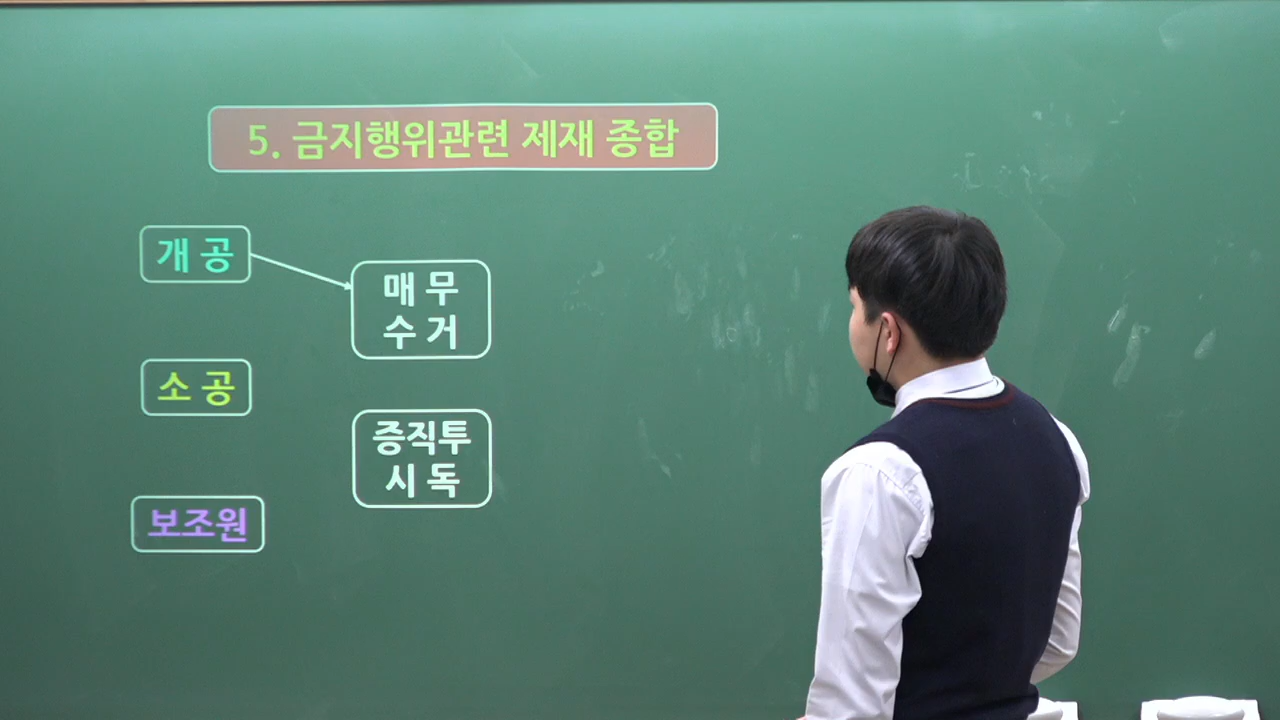 5. 금지행위관련 제재 종합
개 공
매 무
수 거
소 공
증직투
시 독
보조원